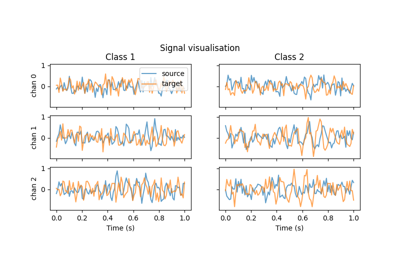 Signal visualisation
Class 1
Class 2
source
target
chan 0
1
0
chan 1
1
0
chan 2
1
0
0.0 0.2 0.4 0.6 0.8 1.0
0.0 0.2 0.4 0.6 0.8 1.0
Time (s)
Time (s)